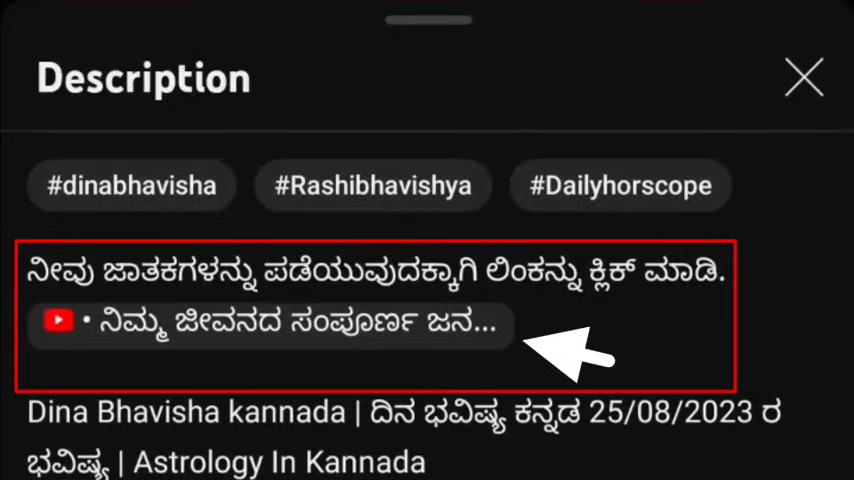 Description
#dinabhavisha #Rashibhavishya #Dailyhorscope
ನೀವು ಜಾತಕಗಳನ್ನು ಪಡೆಯುವುದಕ್ಕಾಗಿ ಲಿಂಕನ್ನು ಕ್ಲಿಕ್ ಮಾಡಿ.
• ನಿಮ್ಮ ಜೀವನದ ಸಂಪೂರ್ಣ ಜನ...
Dina Bhavisha kannada | ದಿನ ಭವಿಷ್ಯ ಕನ್ನಡ 25/08/2023 ರ
ಭವಿಷ್ಯ | Astrology In Kannada